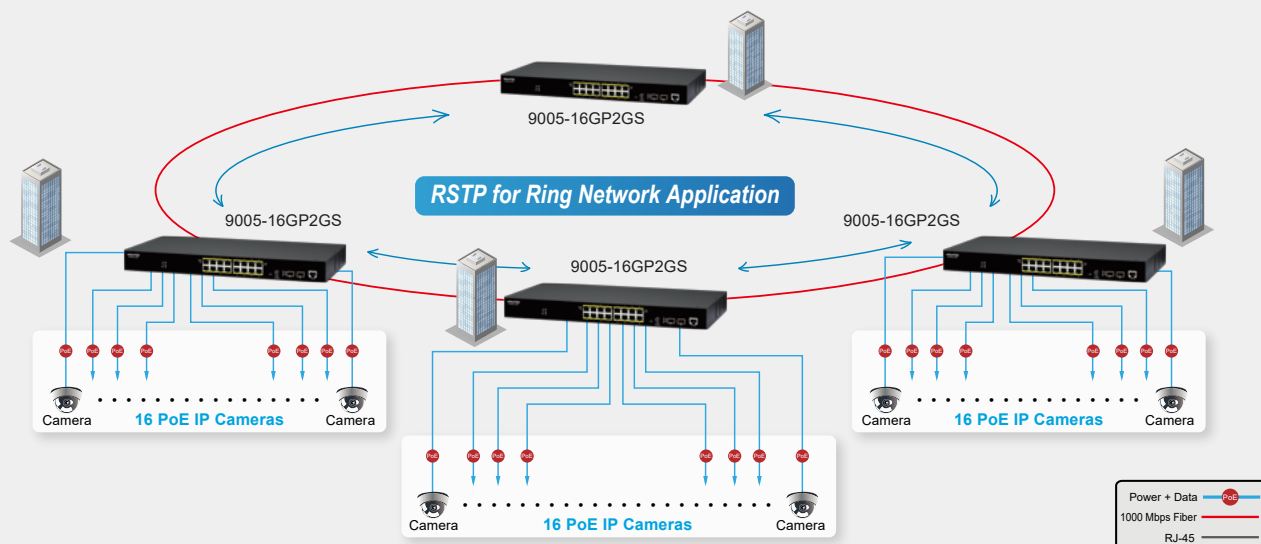 9005-16GP2GS
RSTP for Ring Network Application
9005-16GP2GS
9005-16GP2GS
9005-16GP2GS
PoE PoE PoE PoE PoE PoE PoE PoE
Camera
16 PoE IP Cameras
Camera
PoE PoE PoE PoE PoE PoE PoE PoE
Camera
16 PoE IP Cameras
Camera
PoE PoE PoE PoE PoE PoE PoE PoE
Camera
16 PoE IP Cameras
Camera
Power + Data PoE
1000 Mbps Fiber
RJ-45